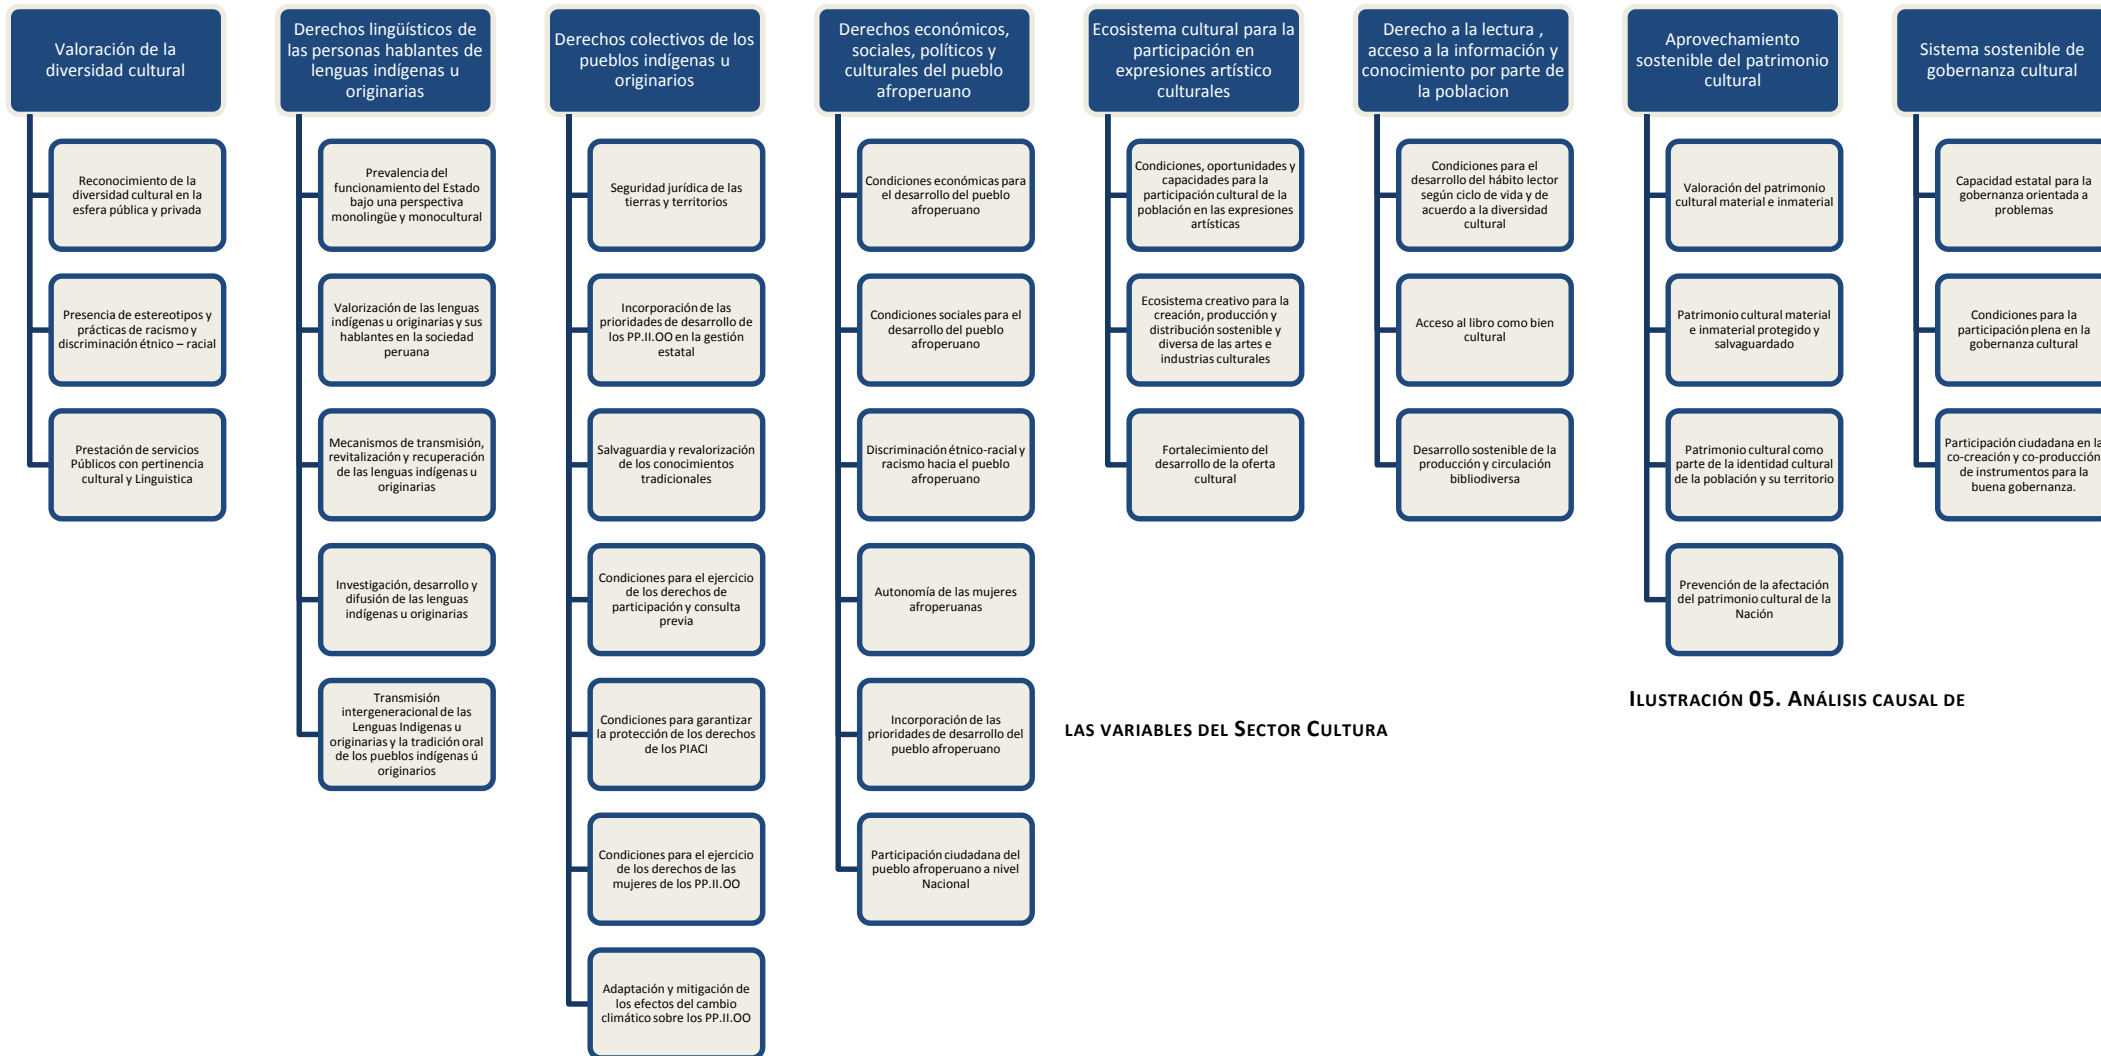 Valoración de la
diversidad cultural
Reconocimiento de la
diversidad cultural en la
esfera pública y privada
Presencia de estereotipos y
prácticas de racismo y
discriminación étnico – racial
Prestación de servicios
Públicos con pertinencia
cultural y Linguistica
Derechos lingüísticos de
las personas hablantes de
lenguas indígenas u
originarias
Prevalencia del
funcionamiento del Estado
bajo una perspectiva
monolingüe y monocultural
Valorización de las lenguas
indígenas u originarias y sus
hablantes en la sociedad
peruana
Mecanismos de transmisión,
revitalización y recuperación
de las lenguas indígenas u
originarias
Investigación, desarrollo y
difusión de las lenguas
indígenas u originarias
Transmisión
intergeneracional de las
Lenguas Indigenas u
originarias y la tradición oral
de los pueblos indígenas ú
originarios
Derechos colectivos de los
pueblos indígenas u
originarios
Seguridad jurídica de las
tierras y territorios
Incorporación de las
prioridades de desarrollo de
los PP.II.OO en la gestión
estatal
Salvaguardia y revalorización
de los conocimientos
tradicionales
Condiciones para el ejercicio
de los derechos de
participación y consulta
previa
Condiciones para garantizar
la protección de los derechos
de los PIACI
Condiciones para el ejercicio
de los derechos de las
mujeres de los PP.II.OO
Adaptación y mitigación de
los efectos del cambio
climático sobre los PP.II.OO
Derechos económicos,
sociales, políticos y
culturales del pueblo
afroperuano
Condiciones económicas para
el desarrollo del pueblo
afroperuano
Condiciones sociales para el
desarrollo del pueblo
afroperuano
Discriminación étnico-racial y
racismo hacia el pueblo
afroperuano
Autonomía de las mujeres
afroperuanas
Incorporación de las
prioridades de desarrollo del
pueblo afroperuano
Participación ciudadana del
pueblo afroperuano a nivel
Nacional
Ecosistema cultural para la
participación en
expresiones artístico
culturales
Condiciones, oportunidades y
capacidades para la
participación cultural de la
población en las expresiones
artísticas
Ecosistema creativo para la
creación, producción y
distribución sostenible y
diversa de las artes e
industrias culturales
Fortalecimiento del
desarrollo de la oferta
cultural
Derecho a la lectura ,
acceso a la información y
conocimiento por parte de
la poblacion
Condiciones para el
desarrollo del hábito lector
según ciclo de vida y de
acuerdo a la diversidad
cultural
Acceso al libro como bien
cultural
Desarrollo sostenible de la
producción y circulación
bibliodiversa
Aprovechamiento
sostenible del patrimonio
cultural
Valoración del patrimonio
cultural material e inmaterial
Patrimonio cultural material
e inmaterial protegido y
salvaguardado
Patrimonio cultural como
parte de la identidad cultural
de la población y su territorio
Prevención de la afectación
del patrimonio cultural de la
Nación
Sistema sostenible de
gobernanza cultural
Capacidad estatal para la
gobernanza orientada a
problemas
Condiciones para la
participación plena en la
gobernanza cultural
Participación ciudadana en la
co-creación y co-producción
de instrumentos para la
buena gobernanza.
ILUSTRACIÓN 05. ANÁLISIS CAUSAL DE
LAS VARIABLES DEL SECTOR CULTURA